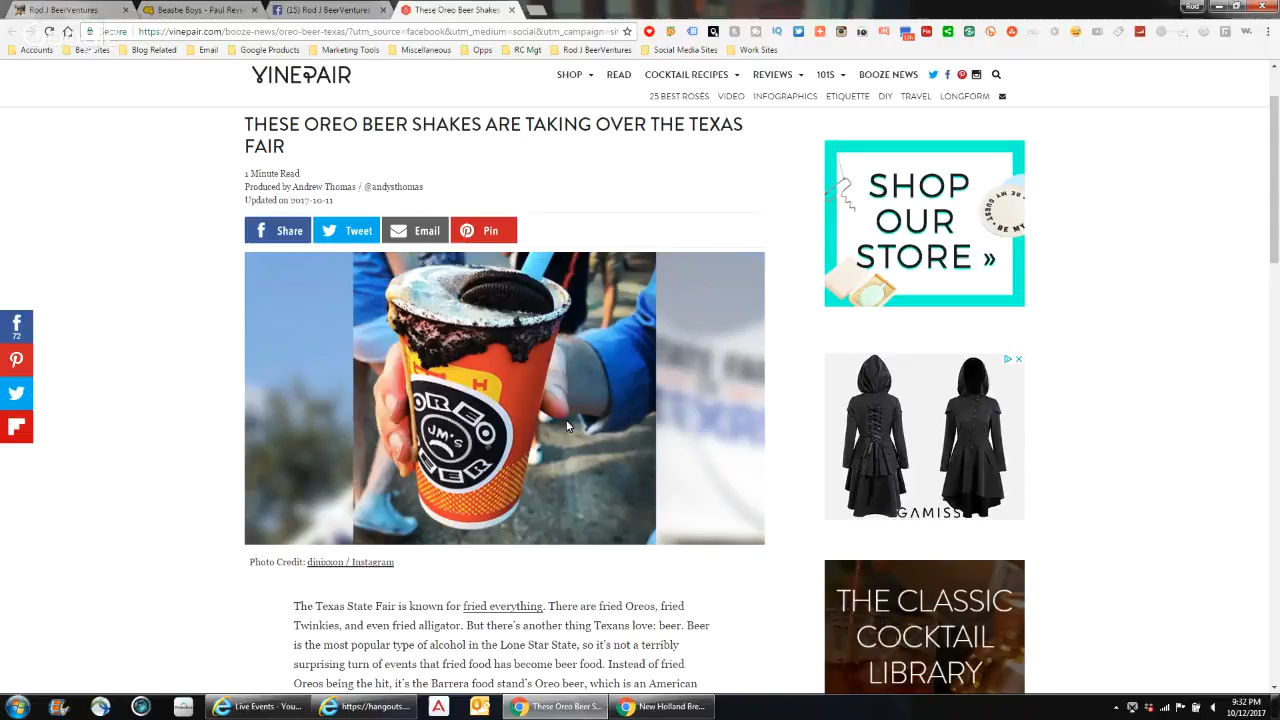 Rod J BeerVentures
Beastie Boys - Paul Reve
(25) Rod J BeerVentures
These Oreo Beer Shakes
Rod
Secure
https://vinepair.com/booze-news/oreo-beer-texas/?utm_source=facebook&utm_medium=social&utm_campaign=sit
Accounts
Beer
Blog Related
Work
Google Products
Marketing Tools
Miscellaneous
Opps
RC Mgt
Rod J BeerVentures
Social Media Sites
Work Sites
VINEPAIR
SHOP
READ
COCKTAIL RECIPES
REVIEWS
101S
BOOZE NEWS
25 BEST ROSÉS
VIDEO
INFOGRAPHICS
ETIQUETTE
DIY
TRAVEL
LONGFORM
THESE OREO BEER SHAKES ARE TAKING OVER THE TEXAS
FAIR
1 Minute Read
Produced by Andrew Thomas / @andysthomas
Updated on 2017-10-11
Share
Tweet
Email
Pin
72
OREO
JM'S
BEER
Photo Credit: djnixxon / Instagram
The Texas State Fair is known for fried everything. There are fried Oreos, fried
Twinkies, and even fried alligator. But there's another thing Texans love: beer. Beer
is the most popular type of alcohol in the Lone Star State, so it's not a terribly
surprising turn of events that fried food has become beer food. Instead of fried
Oreos being the hit, it's the Barrera food stand's Oreo beer, which is an American
SHOP
OUR
STORE »
BE MY GUEST
GAMISS
THE CLASSIC
COCKTAIL
LIBRARY
Live Events - You...
https://hangouts....
These Oreo Beer S...
New Holland Bre...
9:32 PM
10/12/2017